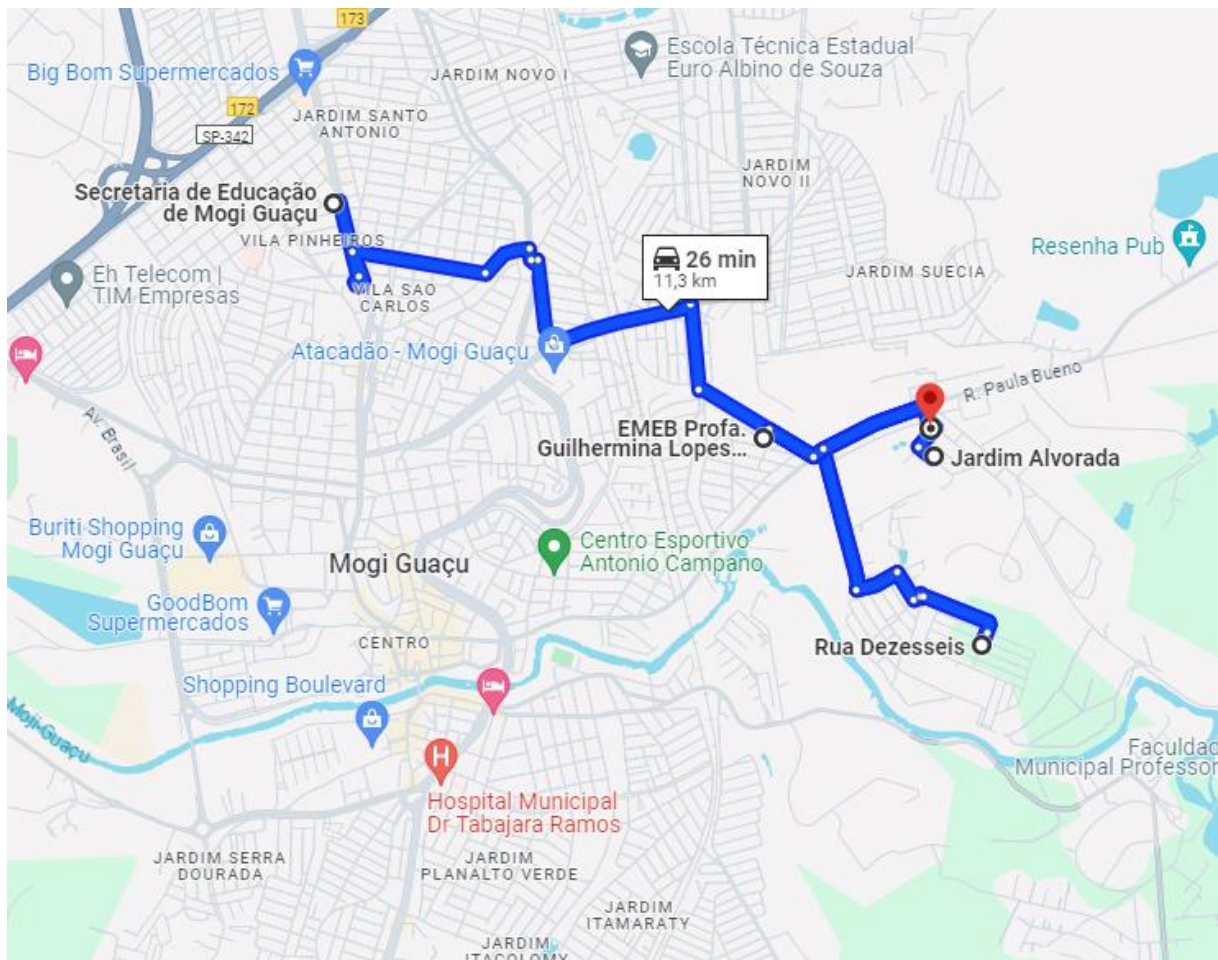 173
Big Bom Supermercados
JARDIM NOVO I
Escola Técnica Estadual
Euro Albino de Souza
172
SP-342
JARDIM SANTO
ANTONIO
JARDIM
NOVO II
Secretaria de Educação
de Mogi Guaçu
VILA PINHEIROS
Resenha Pub
26 min
11,3 km
JARDIM SUECIA
Eh Telecom |
TIM Empresas
VILA SAO
CARLOS
Atacadão - Mogi Guaçu
R. Paula Bueno
Av. Brasil
EMEB Profa.
Guilhermina Lopes...
Jardim Alvorada
Buriti Shopping
Mogi Guaçu
Mogi Guaçu
Centro Esportivo
Antonio Campano
GoodBom
Supermercados
CENTRO
Rua Dezesseis
Shopping Boulevard
Moji-Guaçu
H
Faculdad
Municipal Professor
Hospital Municipal
Dr Tabajara Ramos
JARDIM SERRA
DOURADA
JARDIM
PLANALTO VERDE
JARDIM
ITAMARATY
JARDIM
ITACOLOMY